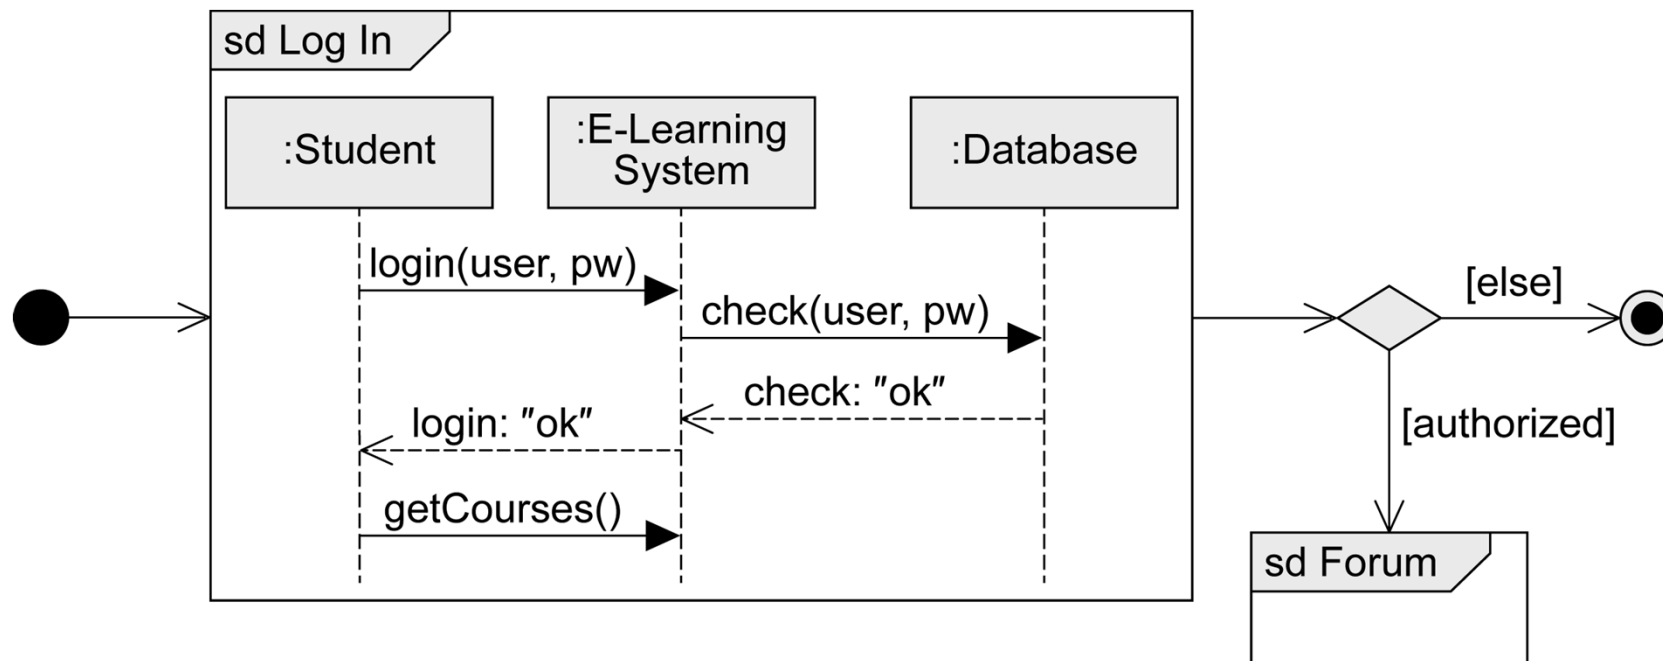 sd Log In
:Student
:E-Learning
System
:Database
login(user, pw)
check(user, pw)
check: "ok"
login: "ok"
getCourses()
[else]
[authorized]
sd Forum